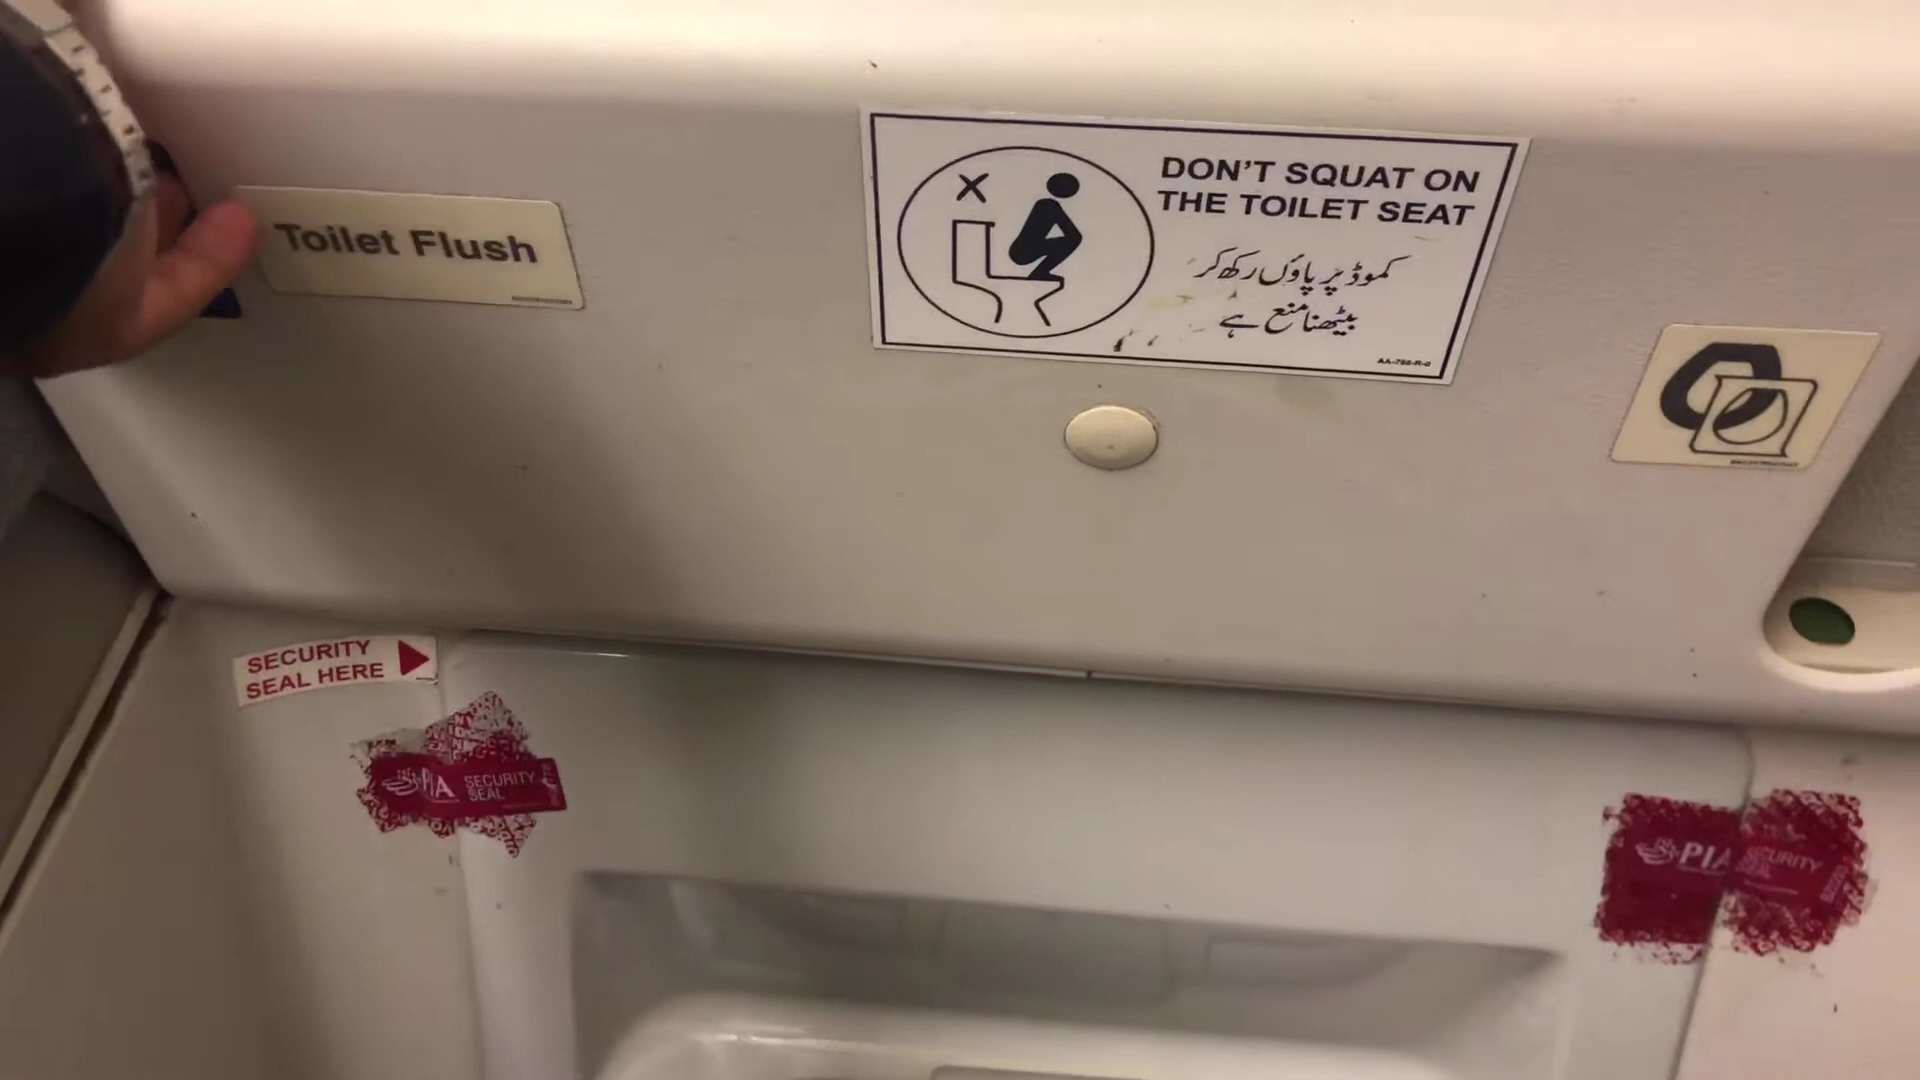 Toilet Flush
DON'T SQUAT ON
THE TOILET SEAT
کموڈ پر پاؤں رکھ کر
بیٹھنا منع ہے
SECURITY
SEAL HERE
PIA SECURITY
SEAL
PIA SECURITY
SEAL